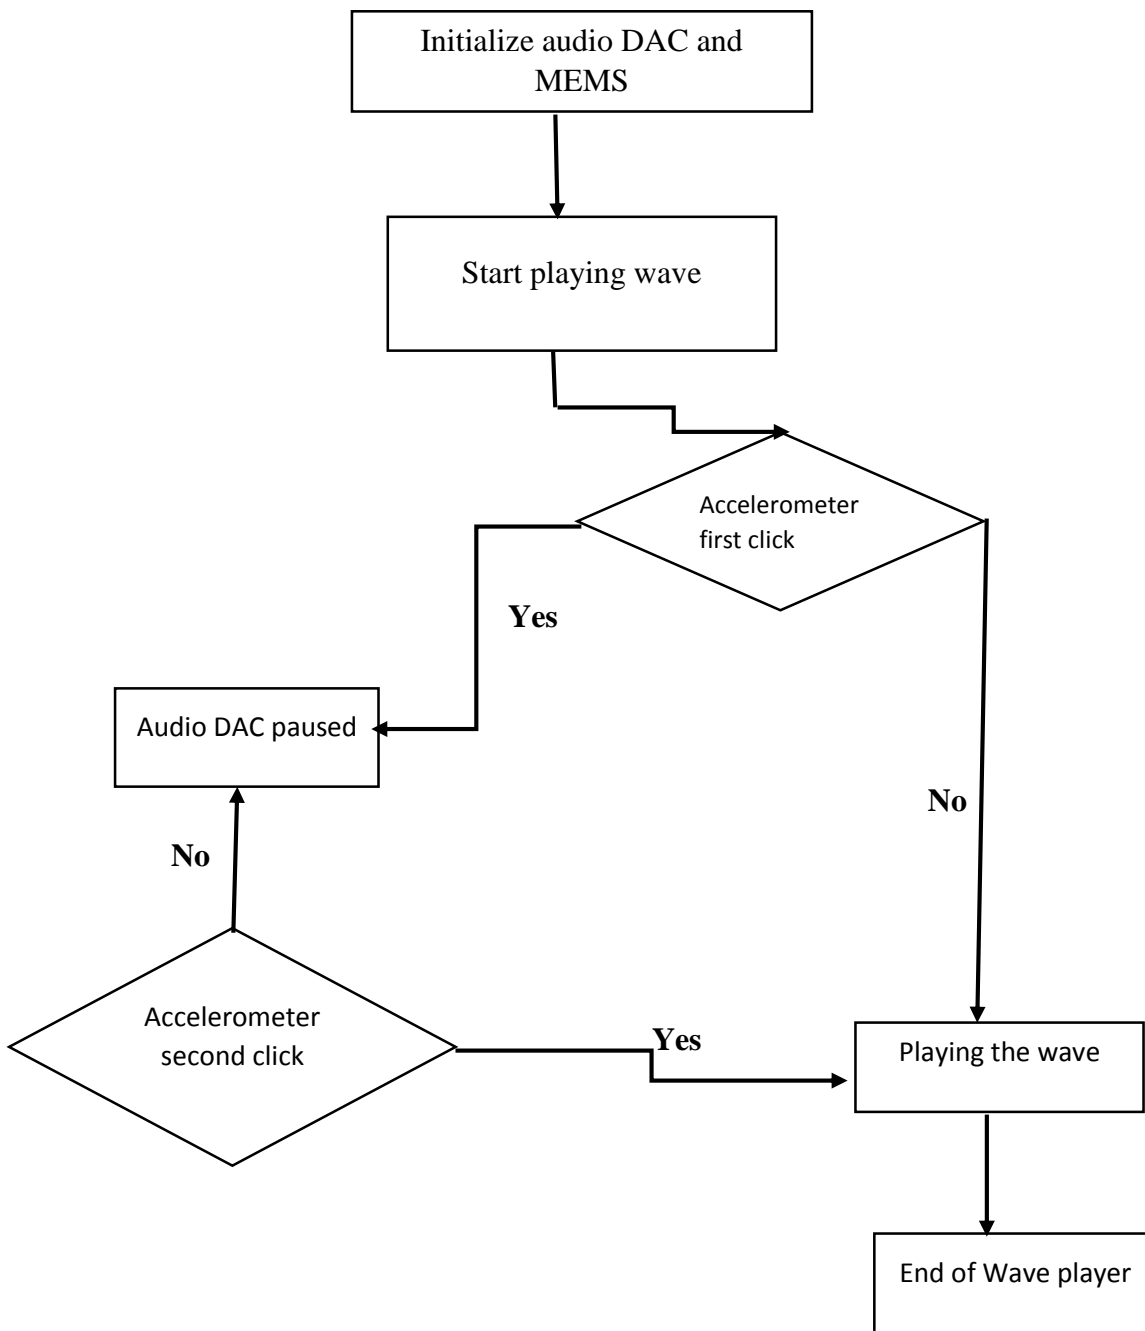 Initialize audio DAC and
MEMS
Start playing wave
Accelerometer
first click
Yes
Audio DAC paused
No
No
Accelerometer
second click
Yes
Playing the wave
End of Wave player